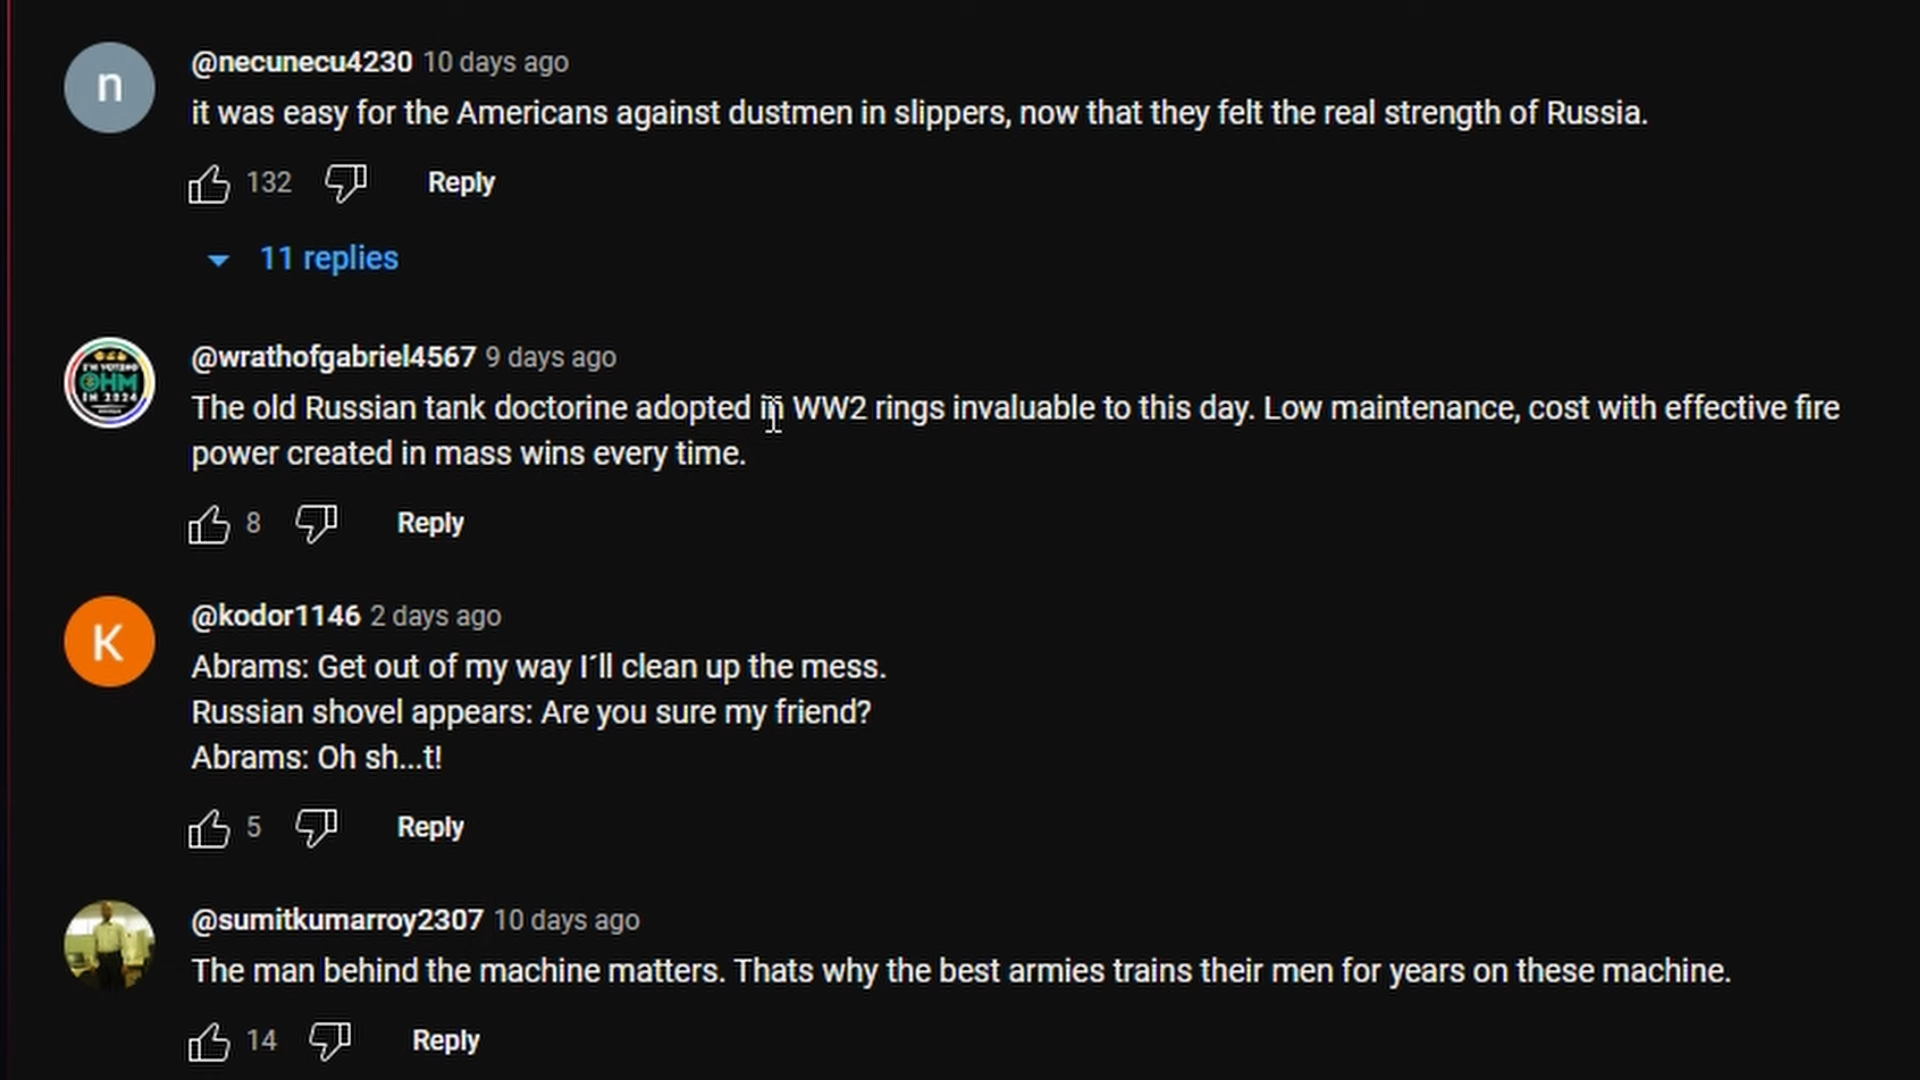 n
@necunecu4230 10 days ago
it was easy for the Americans against dustmen in slippers, now that they felt the real strength of Russia.
132 Reply
11 replies
I'M VOTING
OHM
IN 2024
@wrathofgabriel4567 9 days ago
The old Russian tank doctorine adopted in WW2 rings invaluable to this day. Low maintenance, cost with effective fire
power created in mass wins every time.
8 Reply
K
@kodor1146 2 days ago
Abrams: Get out of my way I´ll clean up the mess.
Russian shovel appears: Are you sure my friend?
Abrams: Oh sh...t!
5 Reply
@sumitkumarroy2307 10 days ago
The man behind the machine matters. Thats why the best armies trains their men for years on these machine.
14 Reply